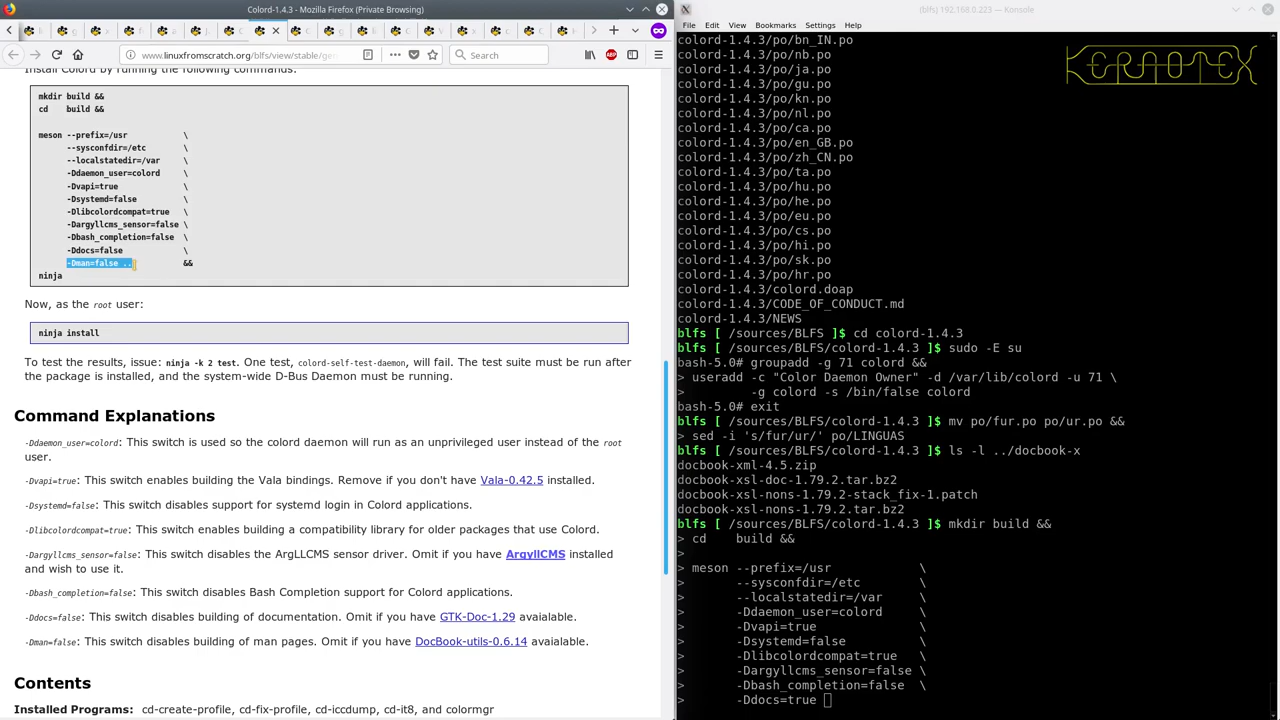 Colord-1.4.3 - Mozilla Firefox (Private Browsing)
www.linuxfromscratch.org/blfs/view/stable/ge
Search
Install Colord by running the following commands:
mkdir build &&
cd    build &&
meson --prefix=/usr            \
      --sysconfdir=/etc        \
      --localstatedir=/var     \
      -Ddaemon_user=colord     \
      -Dvapi=true              \
      -Dsystemd=false          \
      -Dlibcolordcompat=true   \
      -Dargyllcms_sensor=false \
      -Dbash_completion=false  \
      -Ddocs=false             \
      -Dman=false ..           &&
ninja
Now, as the root user:
ninja install
To test the results, issue: ninja -k 2 test. One test, colord-self-test-daemon, will fail. The test suite must be run after
the package is installed, and the system-wide D-Bus Daemon must be running.
Command Explanations
-Ddaemon_user=colord: This switch is used so the colord daemon will run as an unprivileged user instead of the root
user.
-Dvapi=true: This switch enables building the Vala bindings. Remove if you don't have Vala-0.42.5 installed.
-Dsystemd=false: This switch disables support for systemd login in Colord applications.
-Dlibcolordcompat=true: This switch enables building a compatibility library for older packages that use Colord.
-Dargyllcms_sensor=false: This switch disables the ArgLLCMS sensor driver. Omit if you have ArgyllCMS installed
and wish to use it.
-Dbash_completion=false: This switch disables Bash Completion support for Colord applications.
-Ddocs=false: This switch disables building of documentation. Omit if you have GTK-Doc-1.29 avaialable.
-Dman=false: This switch disables building of man pages. Omit if you have DocBook-utils-0.6.14 avaialable.
Contents
Installed Programs: cd-create-profile, cd-fix-profile, cd-iccdump, cd-it8, and colormgr
(blfs) 192.168.0.223 — Konsole
File Edit View Bookmarks Settings Help
KERNOTEX
colord-1.4.3/po/bn_IN.po
colord-1.4.3/po/nb.po
colord-1.4.3/po/ja.po
colord-1.4.3/po/gu.po
colord-1.4.3/po/kn.po
colord-1.4.3/po/nl.po
colord-1.4.3/po/ca.po
colord-1.4.3/po/en_GB.po
colord-1.4.3/po/zh_CN.po
colord-1.4.3/po/ta.po
colord-1.4.3/po/hu.po
colord-1.4.3/po/he.po
colord-1.4.3/po/eu.po
colord-1.4.3/po/cs.po
colord-1.4.3/po/hi.po
colord-1.4.3/po/sk.po
colord-1.4.3/po/hr.po
colord-1.4.3/colord.doap
colord-1.4.3/CODE_OF_CONDUCT.md
colord-1.4.3/NEWS
blfs [ /sources/BLFS ]$ cd colord-1.4.3
blfs [ /sources/BLFS/colord-1.4.3 ]$ sudo -E su
bash-5.0# groupadd -g 71 colord &&
> useradd -c "Color Daemon Owner" -d /var/lib/colord -u 71 \
>         -g colord -s /bin/false colord
bash-5.0# exit
blfs [ /sources/BLFS/colord-1.4.3 ]$ mv po/fur.po po/ur.po &&
> sed -i 's/fur/ur/' po/LINGUAS
blfs [ /sources/BLFS/colord-1.4.3 ]$ ls -l ../docbook-x
docbook-xml-4.5.zip
docbook-xsl-doc-1.79.2.tar.bz2
docbook-xsl-nons-1.79.2-stack_fix-1.patch
docbook-xsl-nons-1.79.2.tar.bz2
blfs [ /sources/BLFS/colord-1.4.3 ]$ mkdir build &&
> cd    build &&
>
> meson --prefix=/usr            \
>       --sysconfdir=/etc        \
>       --localstatedir=/var     \
>       -Ddaemon_user=colord     \
>       -Dvapi=true              \
>       -Dsystemd=false          \
>       -Dlibcolordcompat=true   \
>       -Dargyllcms_sensor=false \
>       -Dbash_completion=false  \
>       -Ddocs=true